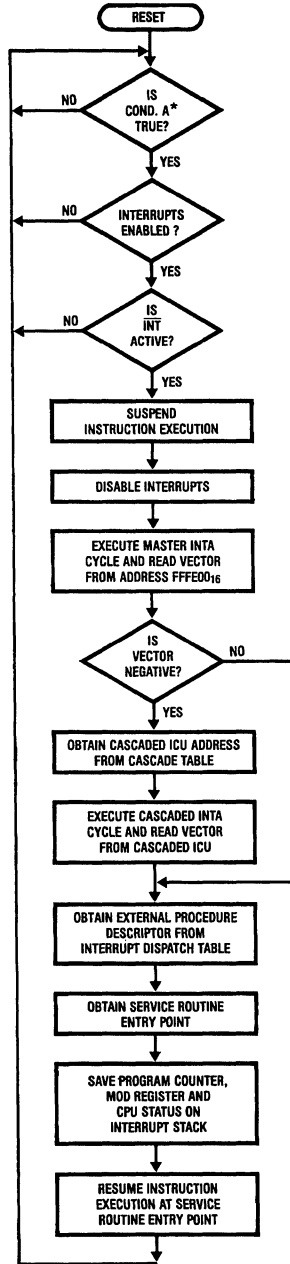 RESET
IS
COND. A*
TRUE?
NO
YES
INTERRUPTS
ENABLED ?
NO
YES
IS
INT
ACTIVE?
NO
YES
SUSPEND
INSTRUCTION EXECUTION
DISABLE INTERRUPTS
EXECUTE MASTER INTA
CYCLE AND READ VECTOR
FROM ADDRESS FFFE00₁₆
IS
VECTOR
NEGATIVE?
NO
YES
OBTAIN CASCADED ICU ADDRESS
FROM CASCADE TABLE
EXECUTE CASCADED INTA
CYCLE AND READ VECTOR
FROM CASCADED ICU
OBTAIN EXTERNAL PROCEDURE
DESCRIPTOR FROM
INTERRUPT DISPATCH TABLE
OBTAIN SERVICE ROUTINE
ENTRY POINT
SAVE PROGRAM COUNTER,
MOD REGISTER AND
CPU STATUS ON
INTERRUPT STACK
RESUME INSTRUCTION
EXECUTION AT SERVICE
ROUTINE ENTRY POINT